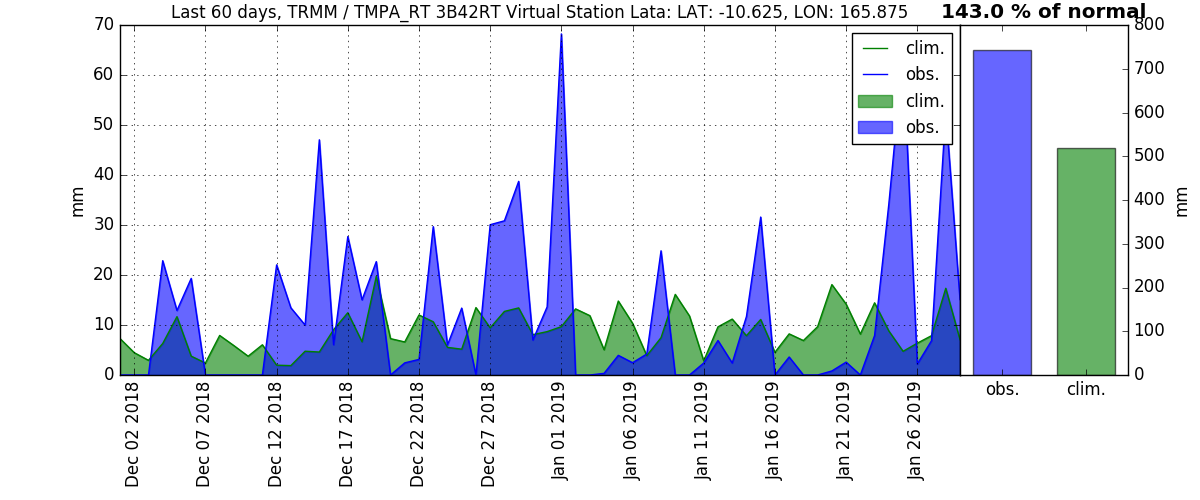 Last 60 days, TRMM / TMPA_RT 3B42RT Virtual Station Lata: LAT: -10.625, LON: 165.875
143.0 % of normal
mm
70
60
50
40
30
20
10
0
clim.
obs.
clim.
obs.
Dec 02 2018
Dec 07 2018
Dec 12 2018
Dec 17 2018
Dec 22 2018
Dec 27 2018
Jan 01 2019
Jan 06 2019
Jan 11 2019
Jan 16 2019
Jan 21 2019
Jan 26 2019
800
700
600
500
400
300
200
100
0
mm
obs.
clim.